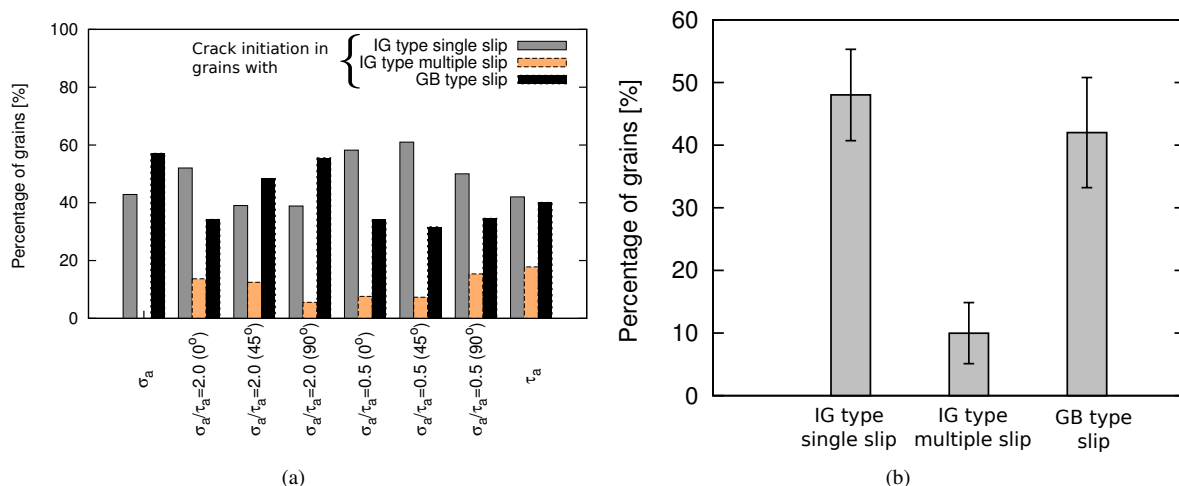 100
80
60
40
20
0
Percentage of grains [%]
Crack initiation in
grains with
IG type single slip
IG type multiple slip
GB type slip
σa
σa/τa=2.0 (0°)
σa/τa=2.0 (45°)
σa/τa=2.0 (90°)
σa/τa=0.5 (0°)
σa/τa=0.5 (45°)
σa/τa=0.5 (90°)
τa
(a)
60
50
40
30
20
10
0
Percentage of grains [%]
IG type
single slip
IG type
multiple slip
GB type
slip
(b)